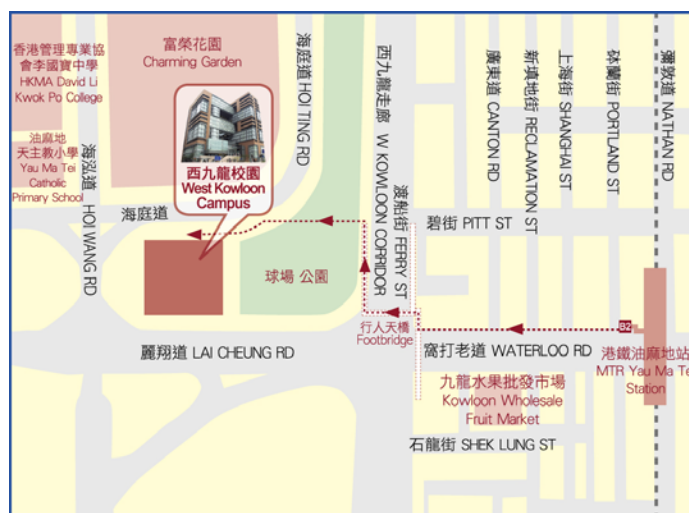 香港管理專業協
會李國寶中學
HKMA David Li
Kwok Po College
富榮花園
Charming Garden
海庭道 HOI TING RD
西九龍走廊 W KOWLOON CORRIDOR
廣東道 CANTON RD
新填地街 RECLAMATION ST
上海街 SHANGHAI ST
砵蘭街 PORTLAND ST
彌敦道 NATHAN RD
油麻地
天主教小學
Yau Ma Tei
Catholic
Primary School
海泓道 HOI WANG RD
西九龍校園
West Kowloon
Campus
海庭道
渡船街 FERRY ST
碧街 PITT ST
球場 公園
行人天橋
Footbridge
B2
麗翔道 LAI CHEUNG RD
窩打老道 WATERLOO RD
港鐵油麻地站
MTR Yau Ma Te
Station
九龍水果批發市場
Kowloon Wholesale
Fruit Market
石龍街 SHEK LUNG ST